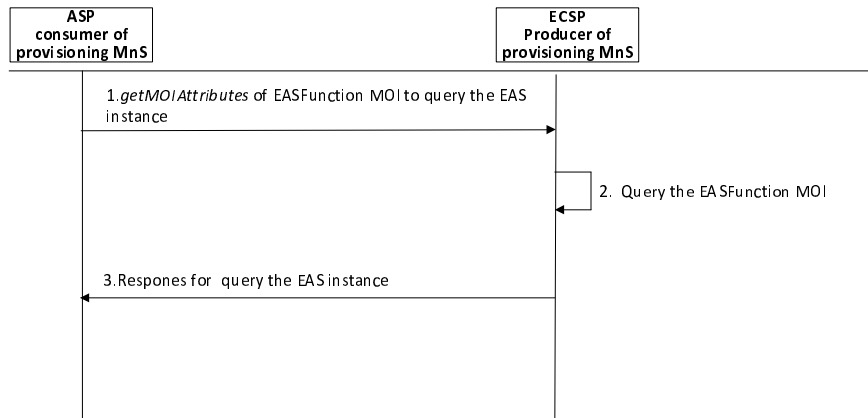 ASP
consumer of
provisioning MnS
ECSP
Producer of
provisioning MnS
1.getMOIAttributes of EASFunction MOI to query the EAS
instance
2. Query the EASFunction MOI
3.Respones for query the EAS instance